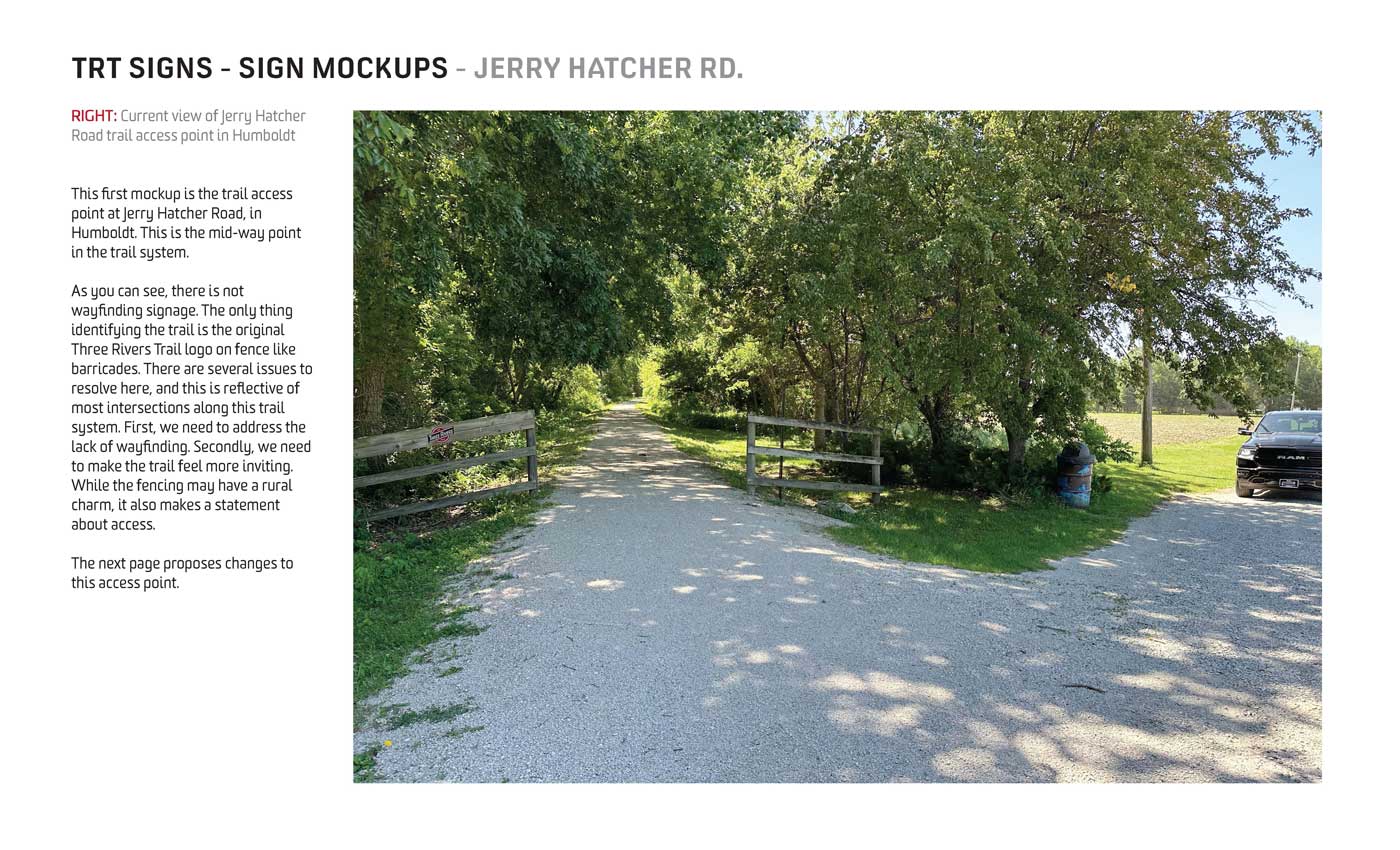 TRT SIGNS - SIGN MOCKUPS - JERRY HATCHER RD.
RIGHT: Current view of Jerry Hatcher
Road trail access point in Humboldt
This first mockup is the trail access
point at Jerry Hatcher Road, in
Humboldt. This is the mid-way point
in the trail system.
As you can see, there is not
wayfinding signage. The only thing
identifying the trail is the original
Three Rivers Trail logo on fence like
barricades. There are several issues to
resolve here, and this is reflective of
most intersections along this trail
system. First, we need to address the
lack of wayfinding. Secondly, we need
to make the trail feel more inviting.
While the fencing may have a rural
charm, it also makes a statement
about access.
The next page proposes changes to
this access point.
RAM